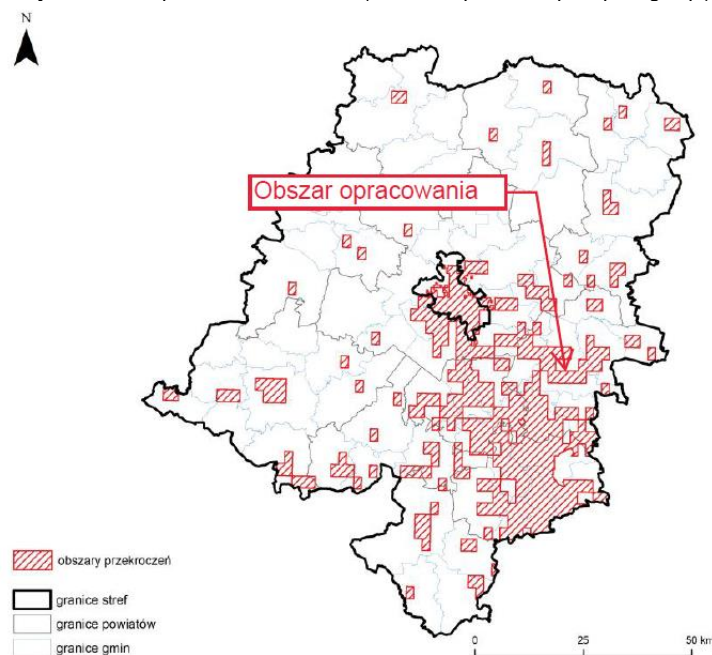 N
Obszar opracowania
obszary przekroczeń
granice stref
granice powiatów
granice gmin
0 25 50 km